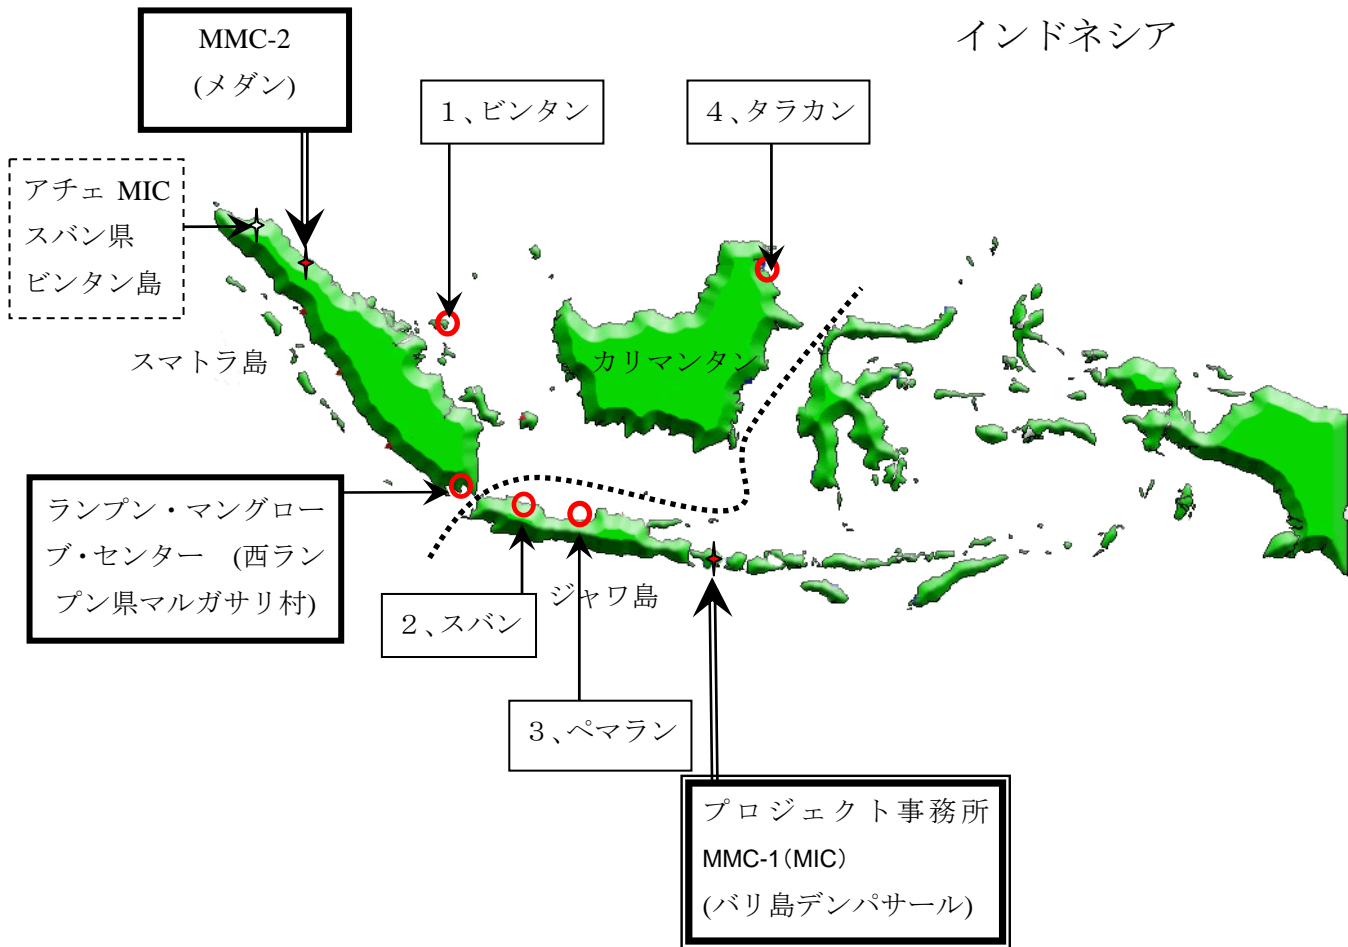 インドネシア
MMC-2
(メダン)
１、ビンタン
４、タラカン
アチェ MIC
スバン県
ビンタン島
スマトラ島
カリマンタン
ランプン・マングロー
ブ・センター　(西ラン
プン県マルガサリ村)
２、スバン
ジャワ島
３、ペマラン
プロジェクト事務所
MMC-1(MIC)
(バリ島デンパサール)